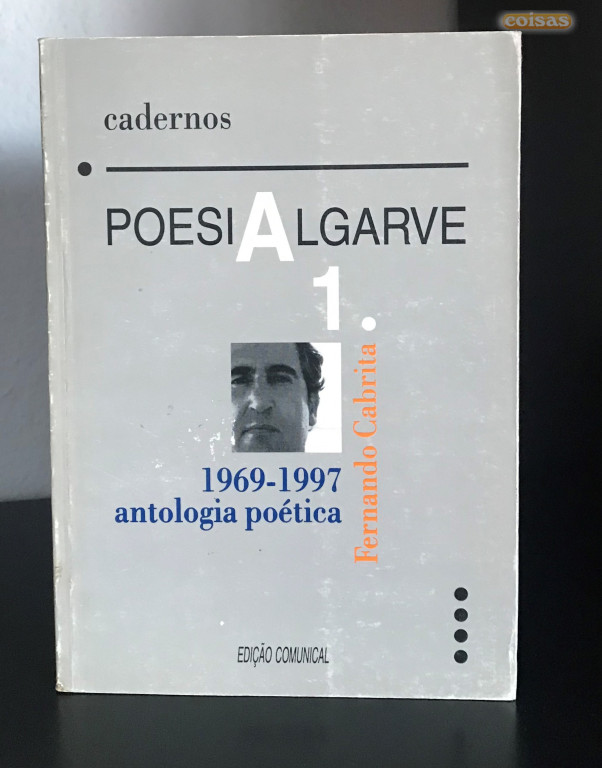 coisas
cadernos
POESIALGARVE
1.
Fernando Cabrita
1969-1997
antologia poética
EDIÇÃO COMUNICAL